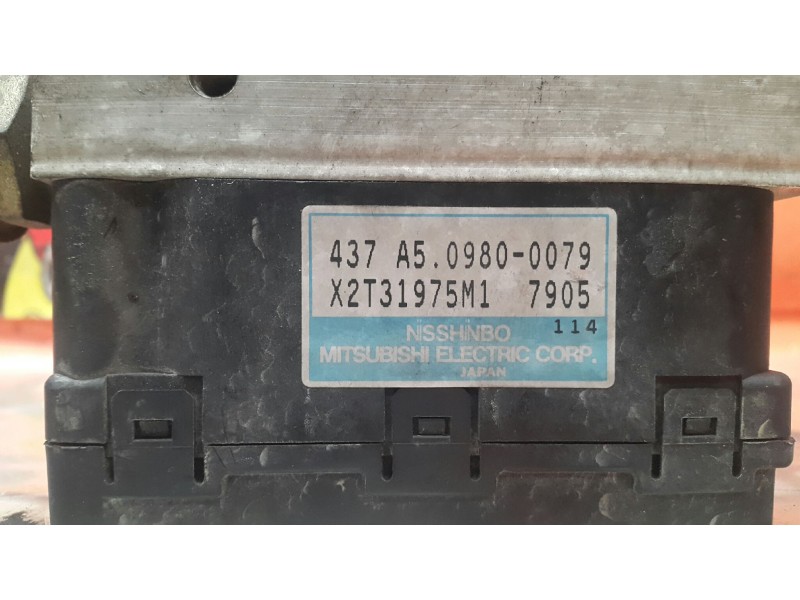 437 A5.0980-0079
X2T31975M1 7905
114
NISSHINBO
MITSUBISHI ELECTRIC CORP.
JAPAN